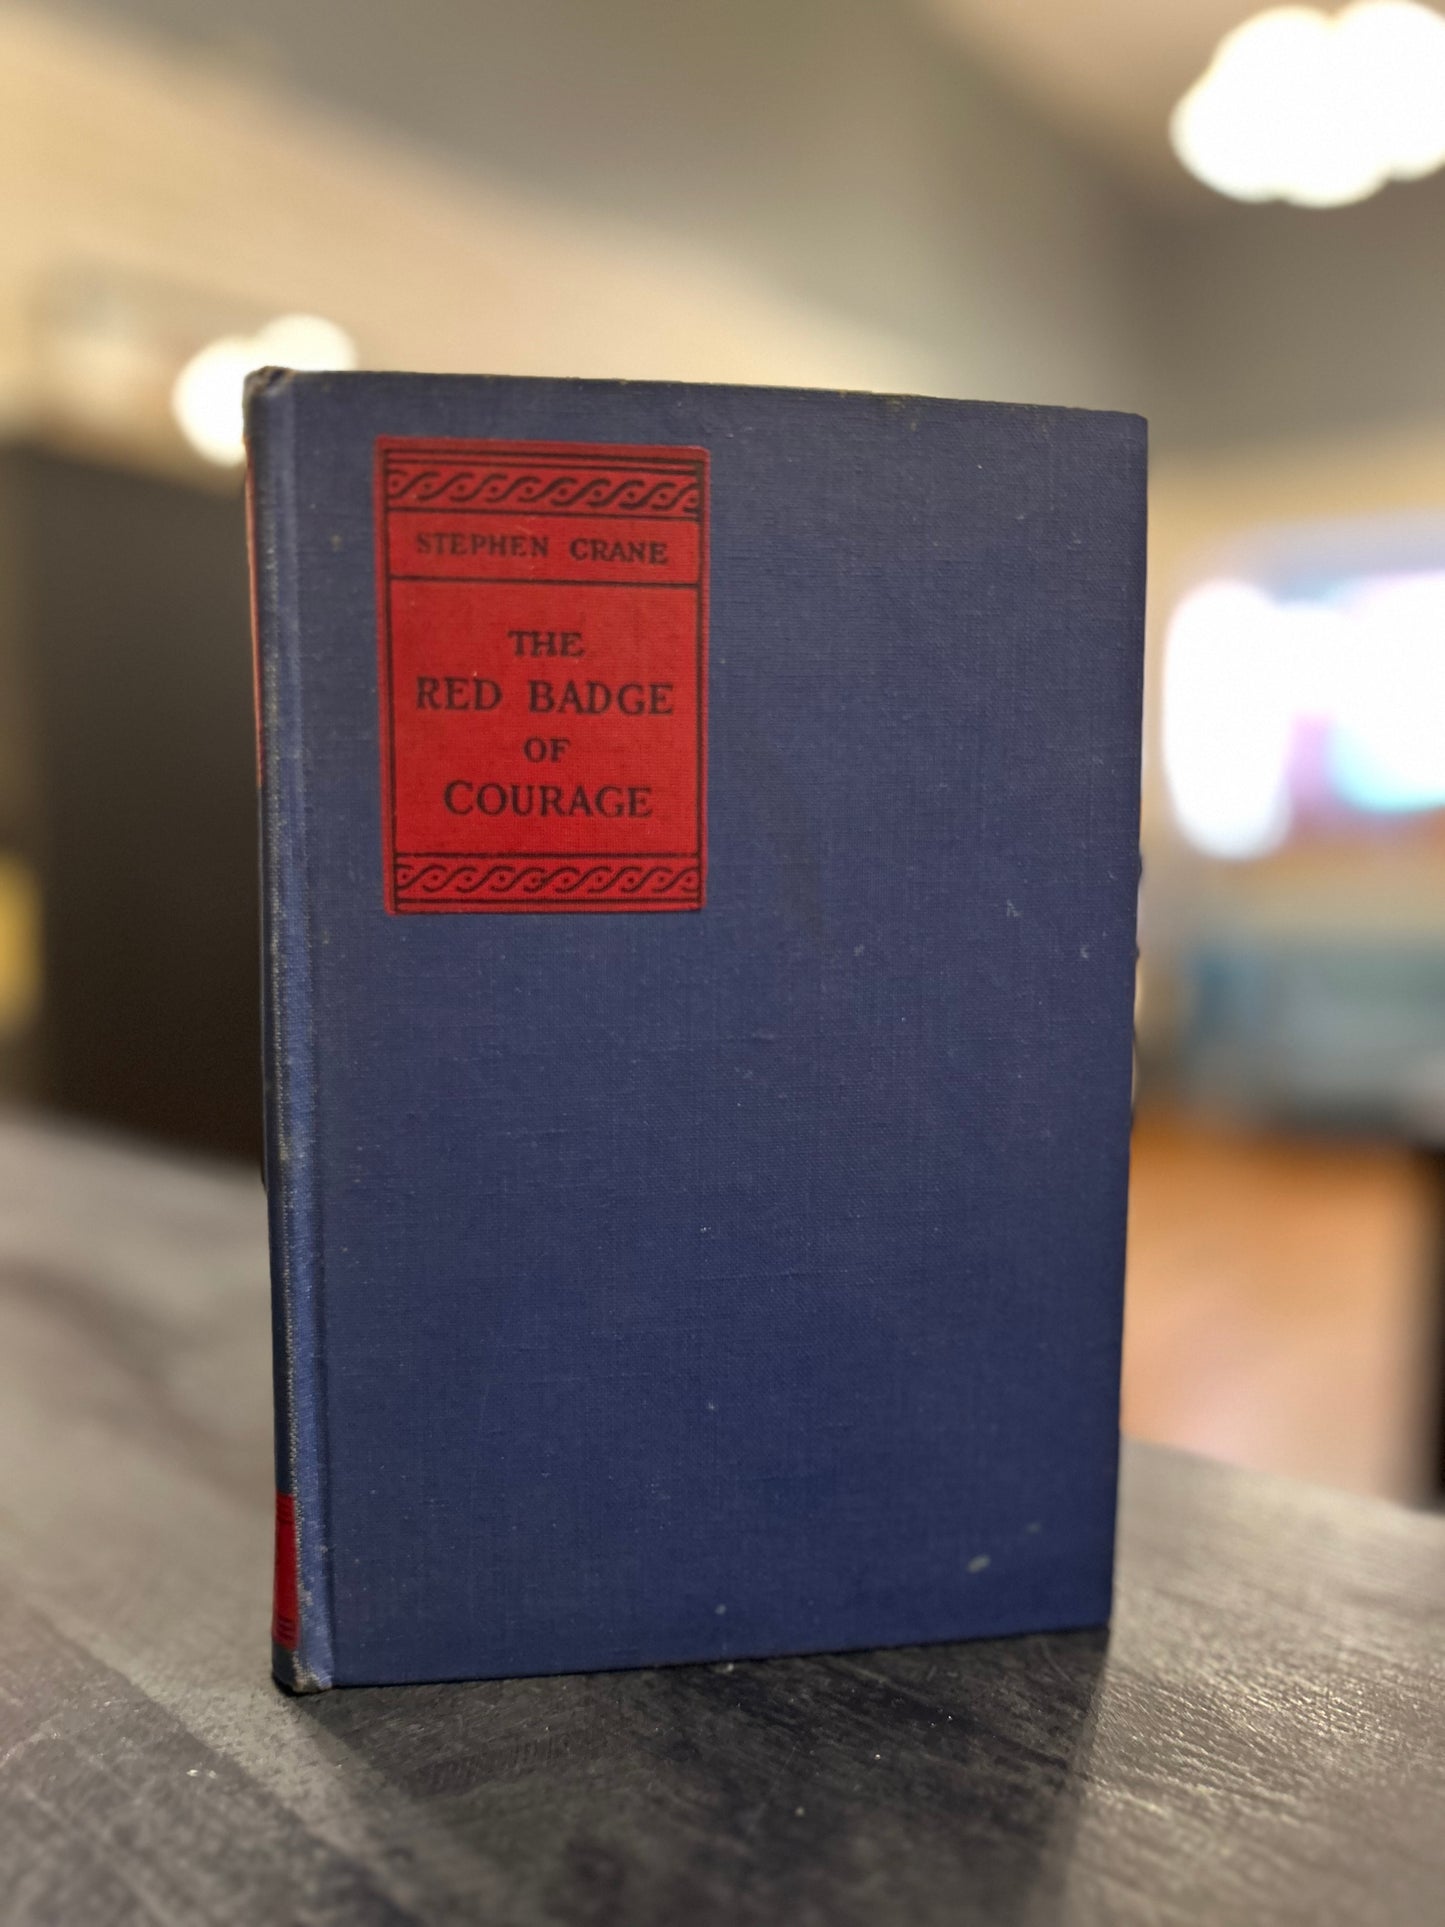 STEPHEN CRANE
THE
RED BADGE
OF
COURAGE